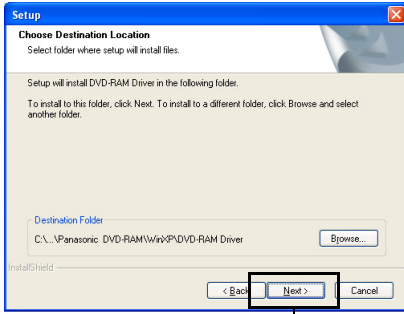 Setup
Choose Destination Location
Select folder where setup will install files.
Setup will install DVD-RAM Driver in the following folder.
To install to this folder, click Next. To install to a different folder, click Browse and select
another folder.
Destination Folder
C:\...\Panasonic DVD-RAM\WinXP\DVD-RAM Driver
Browse...
InstallShield
< Back
Next >
Cancel